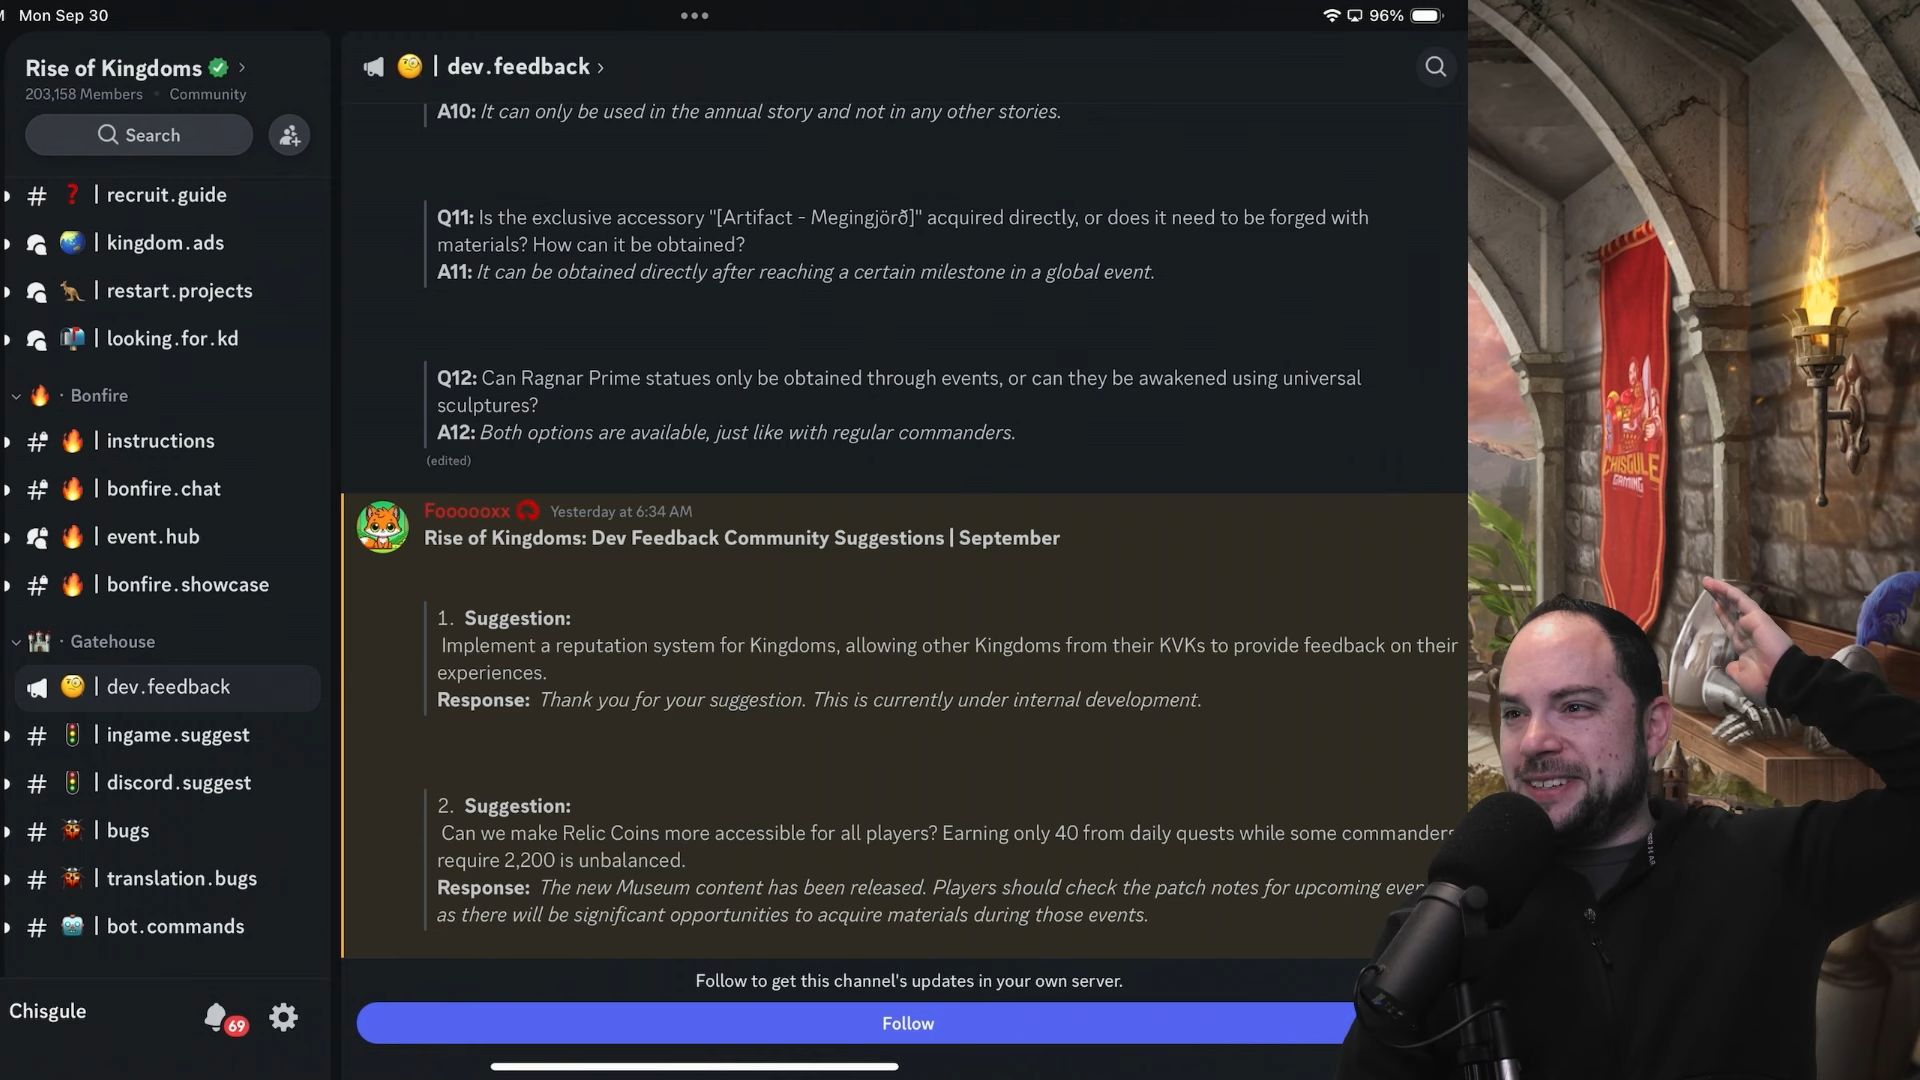 Mon Sep 30
96%
Rise of Kingdoms
203,158 Members • Community
Search
# | recruit.guide
| kingdom.ads
| restart.projects
| looking.for.kd
· Bonfire
| instructions
| bonfire.chat
| event.hub
| bonfire.showcase
· Gatehouse
| dev.feedback
# | ingame.suggest
# | discord.suggest
# | bugs
# | translation.bugs
# | bot.commands
Chisgule
69
| dev.feedback
A10: It can only be used in the annual story and not in any other stories.
Q11: Is the exclusive accessory "[Artifact - Megingjörð]" acquired directly, or does it need to be forged with
materials? How can it be obtained?
A11: It can be obtained directly after reaching a certain milestone in a global event.
Q12: Can Ragnar Prime statues only be obtained through events, or can they be awakened using universal
sculptures?
A12: Both options are available, just like with regular commanders.
(edited)
Foooooxx Yesterday at 6:34 AM
Rise of Kingdoms: Dev Feedback Community Suggestions | September
1. Suggestion:
Implement a reputation system for Kingdoms, allowing other Kingdoms from their KVKs to provide feedback on their
experiences.
Response: Thank you for your suggestion. This is currently under internal development.
2. Suggestion:
Can we make Relic Coins more accessible for all players? Earning only 40 from daily quests while some commanders
require 2,200 is unbalanced.
Response: The new Museum content has been released. Players should check the patch notes for upcoming
as there will be significant opportunities to acquire materials during those events.
Follow to get this channel's updates in your own server.
Follow
CHISGULE
GAMING